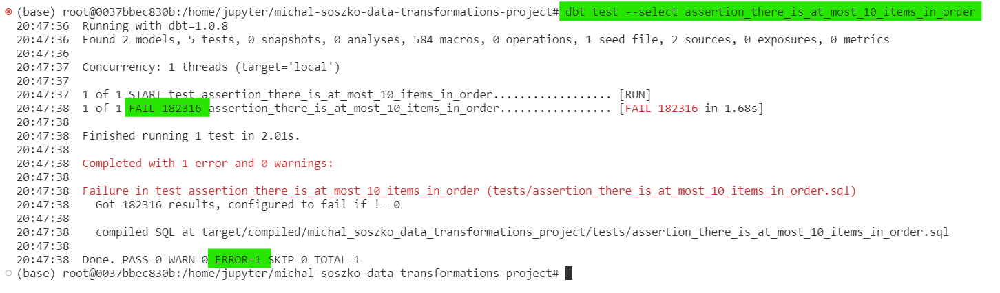 (base) root@0037bbec830b:/home/jupyter/michal-soszko-data-transformations-project# dbt test --select assertion_there_is_at_most_10_items_in_order
20:47:36  Running with dbt=1.0.8
20:47:36  Found 2 models, 5 tests, 0 snapshots, 0 analyses, 584 macros, 0 operations, 1 seed file, 2 sources, 0 exposures, 0 metrics
20:47:36
20:47:37  Concurrency: 1 threads (target='local')
20:47:37
20:47:37  1 of 1 START test assertion_there_is_at_most_10_items_in_order................. [RUN]
20:47:38  1 of 1 FAIL 182316 assertion_there_is_at_most_10_items_in_order................. [FAIL 182316 in 1.68s]
20:47:38
20:47:38  Finished running 1 test in 2.01s.
20:47:38
20:47:38  Completed with 1 error and 0 warnings:
20:47:38
20:47:38  Failure in test assertion_there_is_at_most_10_items_in_order (tests/assertion_there_is_at_most_10_items_in_order.sql)
20:47:38    Got 182316 results, configured to fail if != 0
20:47:38
20:47:38    compiled SQL at target/compiled/michal_soszko_data_transformations_project/tests/assertion_there_is_at_most_10_items_in_order.sql
20:47:38
20:47:38  Done. PASS=0 WARN=0 ERROR=1 SKIP=0 TOTAL=1
(base) root@0037bbec830b:/home/jupyter/michal-soszko-data-transformations-project#